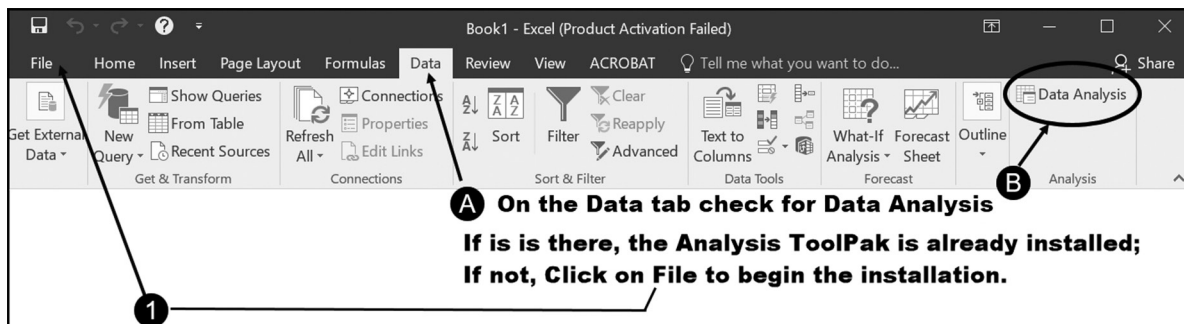 Book1 - Excel (Product Activation Failed)
File Home Insert Page Layout Formulas Data Review View ACROBAT Tell me what you want to do... Share
Get External Data
New Query
Show Queries
From Table
Recent Sources
Get & Transform
Refresh All
Connections
Properties
Edit Links
Connections
A Z
Z A
Z A A Z
Sort
Filter
Clear
Reapply
Advanced
Sort & Filter
Text to Columns
Data Tools
What-If Analysis
Forecast Sheet
Forecast
Outline
Data Analysis
B
Analysis
A On the Data tab check for Data Analysis
If is is there, the Analysis ToolPak is already installed;
If not, Click on File to begin the installation.
1